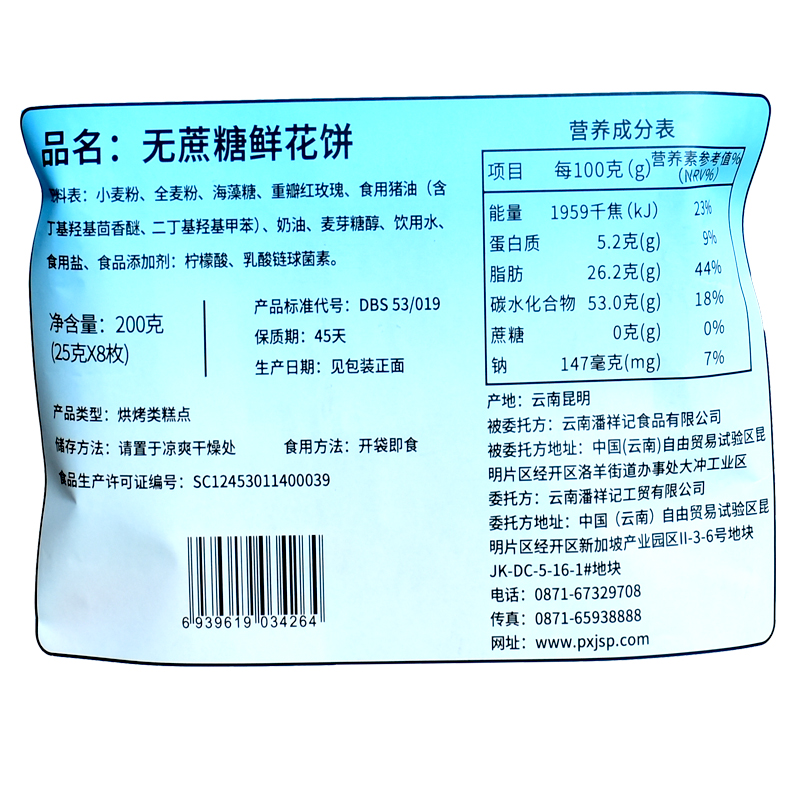 品名：无蔗糖鲜花饼
料表：小麦粉、全麦粉、海藻糖、重瓣红玫瑰、食用猪油（含
丁基羟基茴香醚、二丁基羟基甲苯）、奶油、麦芽糖醇、饮用水、
食用盐、食品添加剂：柠檬酸、乳酸链球菌素。
净含量：200克
(25克X8枚)
产品标准代号：DBS 53/019
保质期：45天
生产日期：见包装正面
产品类型：烘烤类糕点
储存方法：请置于凉爽干燥处 食用方法：开袋即食
食品生产许可证编号：SC12453011400039
6 939619 034264
营养成分表
项目 每100克(g) 营养素参考值%
(NRV%)
能量 1959千焦(kJ) 23%
蛋白质 5.2克(g) 9%
脂肪 26.2克(g) 44%
碳水化合物 53.0克(g) 18%
蔗糖 0克(g) 0%
钠 147毫克(mg) 7%
产地：云南昆明
被委托方：云南潘祥记食品有限公司
被委托方地址：中国(云南)自由贸易试验区昆
明片区经开区洛羊街道办事处大冲工业区
委托方：云南潘祥记工贸有限公司
委托方地址：中国（云南）自由贸易试验区昆
明片区经开区新加坡产业园区II-3-6号地块
JK-DC-5-16-1#地块
电话：0871-67329708
传真：0871-65938888
网址：www.pxjsp.com